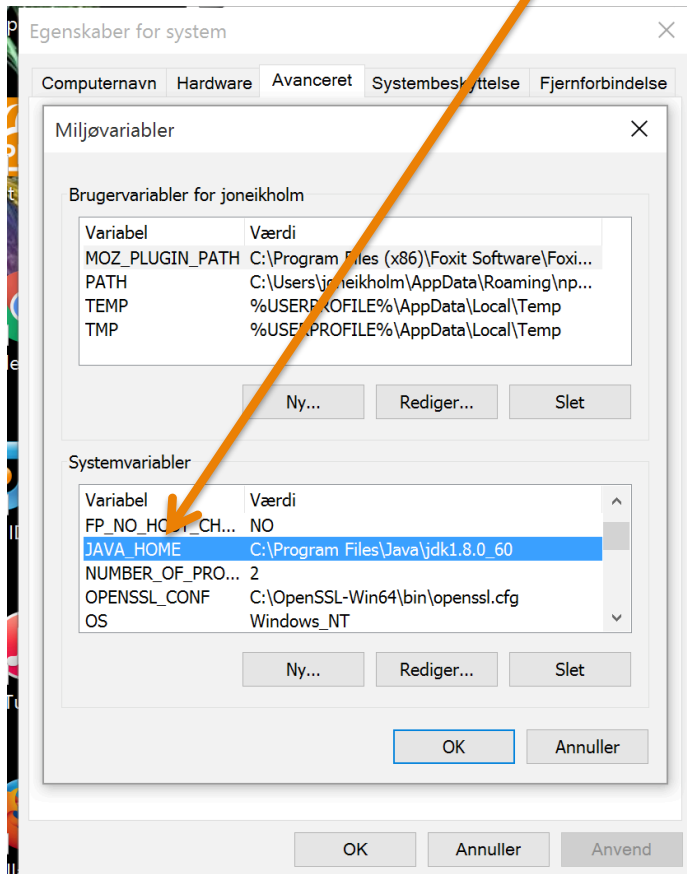 Egenskaber for system
Computernavn Hardware Avanceret Systembeskyttelse Fjernforbindelse
Miljøvariabler
Brugervariabler for joneikholm
Variabel Værdi
MOZ_PLUGIN_PATH C:\Program Files (x86)\Foxit Software\Foxi...
PATH C:\Users\joneikholm\AppData\Roaming\np...
TEMP %USERPROFILE%\AppData\Local\Temp
TMP %USERPROFILE%\AppData\Local\Temp
Ny... Rediger... Slet
Systemvariabler
Variabel Værdi
FP_NO_HOST_CH... NO
JAVA_HOME C:\Program Files\Java\jdk1.8.0_60
NUMBER_OF_PRO... 2
OPENSSL_CONF C:\OpenSSL-Win64\bin\openssl.cfg
OS Windows_NT
Ny... Rediger... Slet
OK Annuller
OK Annuller Anvend